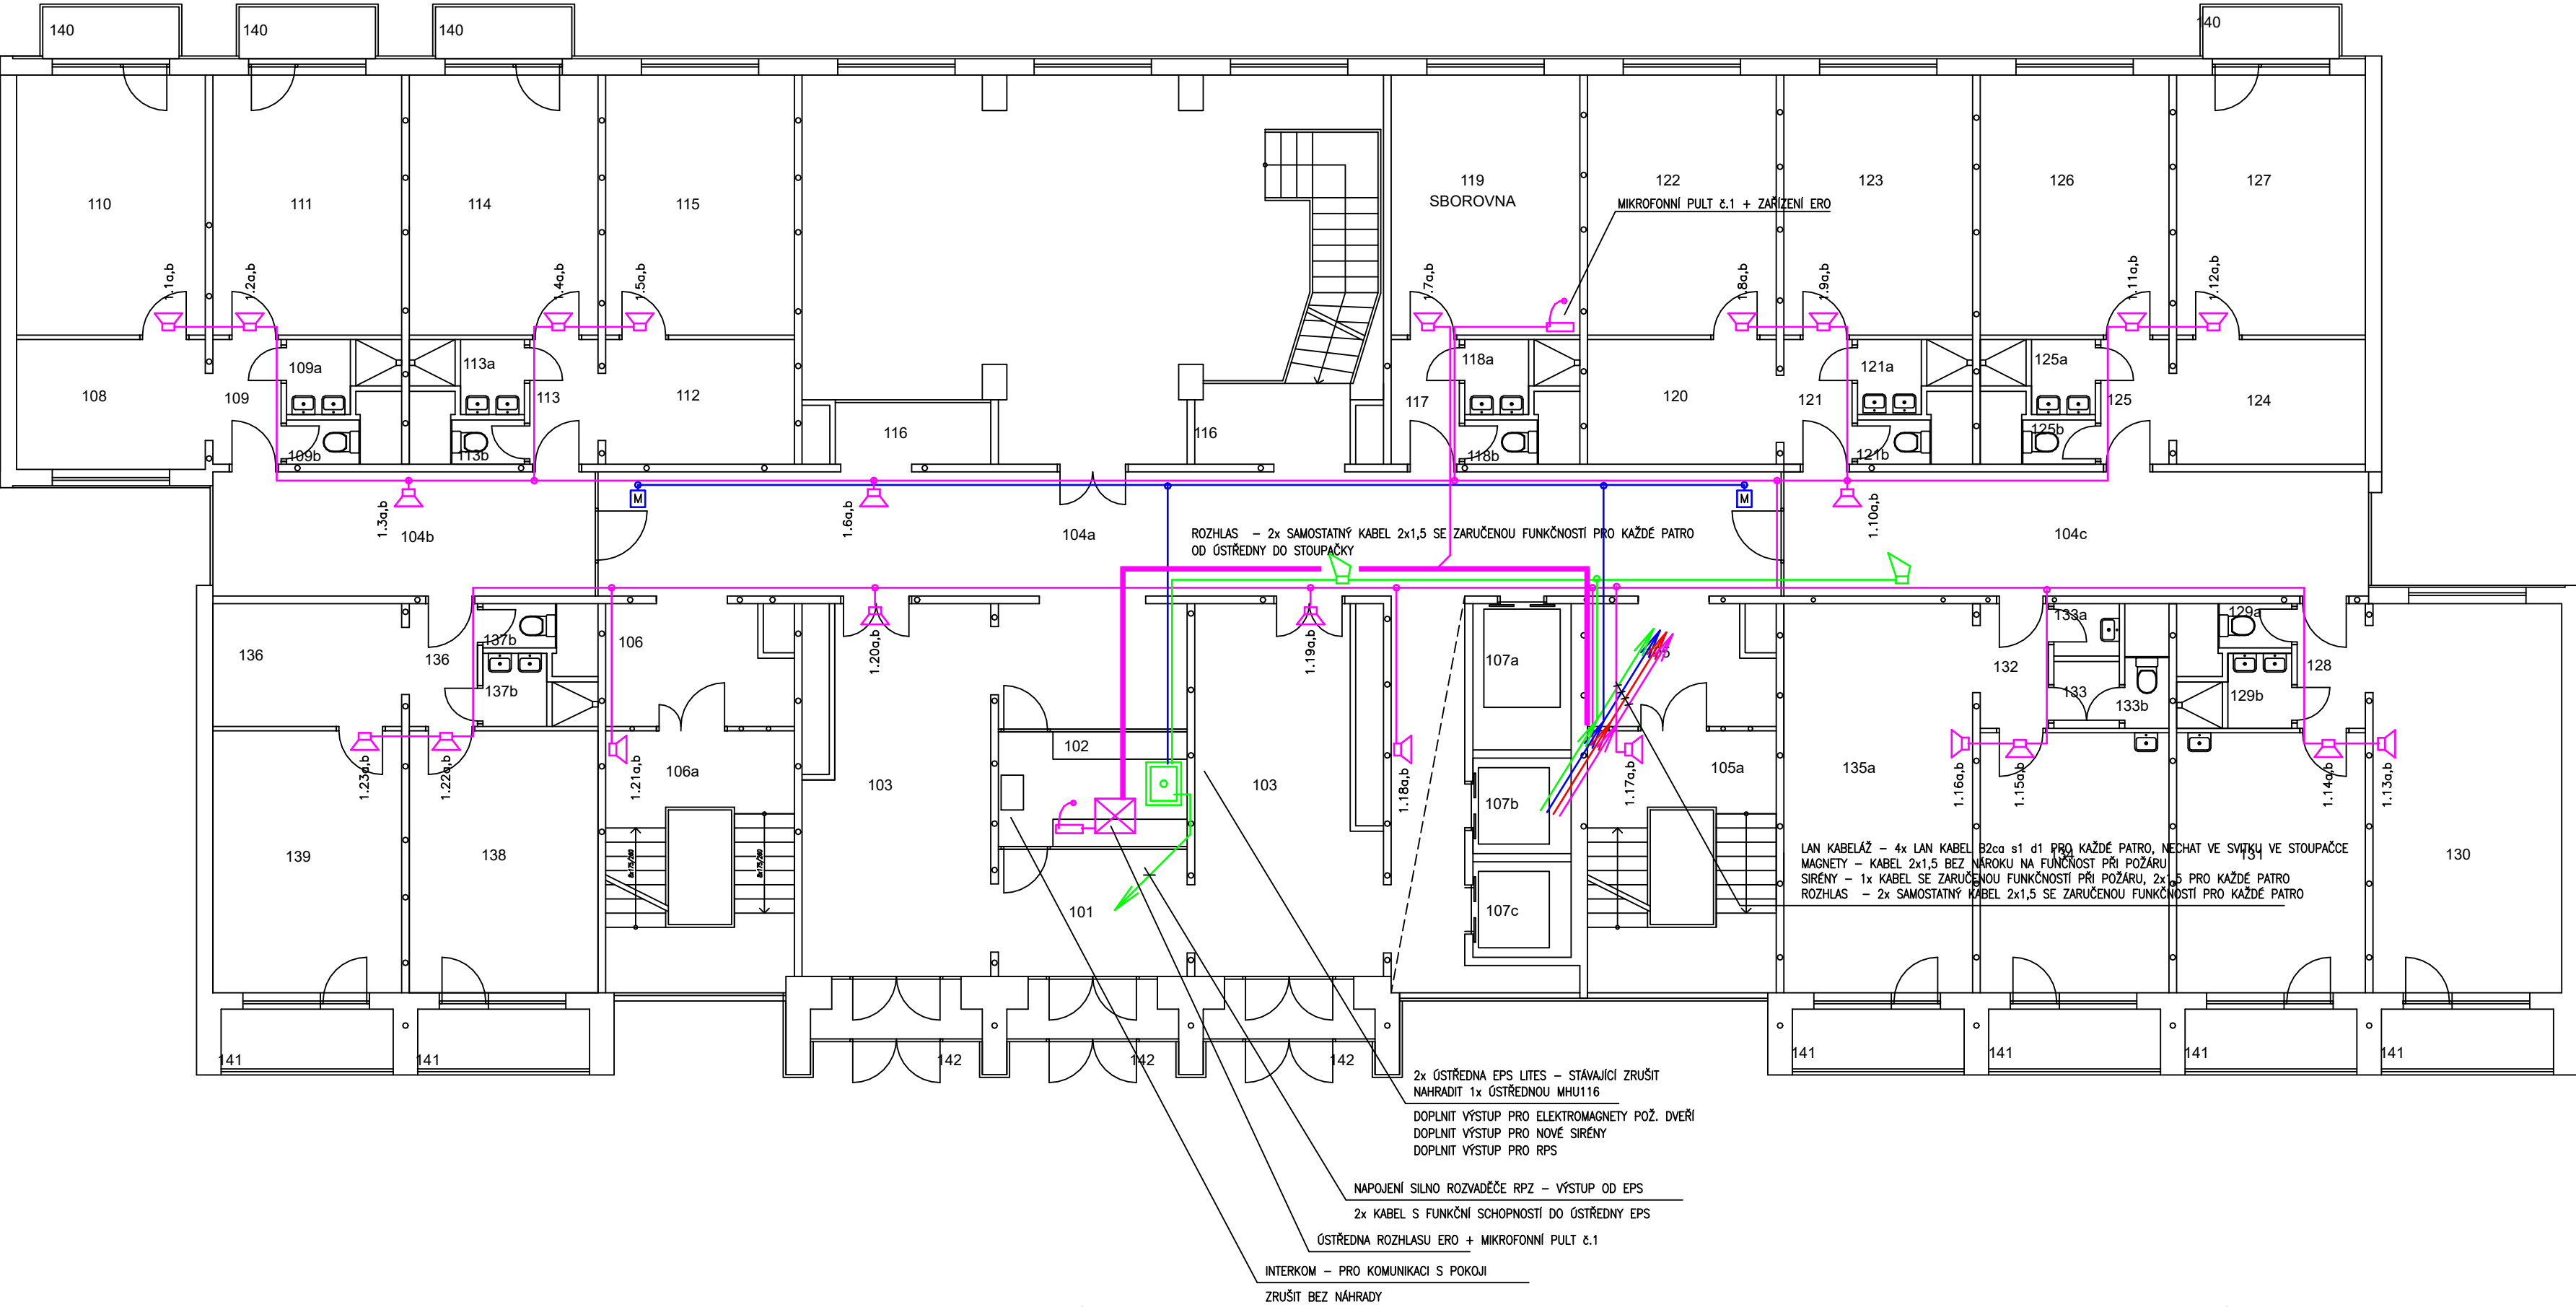 140
140
140
140
110
111
114
115
119
SBOROVNA
122
123
126
127
MIKROFONNÍ PULT č.1 + ZAŘÍZENÍ ERO
1.1a,b
1.2a,b
1.4a,b
1.5a,b
1.7a,b
1.8a,b
1.9a,b
1.11a,b
1.12a,b
108
109
109a
109b
113a
113
113b
112
116
116
117
118a
118b
120
121
121a
121b
125a
125
125b
124
M
M
1.3a,b
104b
1.6a,b
104a
1.10a,b
104c
ROZHLAS – 2x SAMOSTATNÝ KABEL 2x1,5 SE ZARUČENOU FUNKČNOSTÍ PRO KAŽDÉ PATRO
OD ÚSTŘEDNY DO STOUPAČKY
136
136
137b
137b
106
1.20a,b
1.19a,b
107a
105
132
133a
133
133b
129a
129b
128
1.23a,b
1.22a,b
1.21a,b
106a
103
102
103
1.18a,b
107b
1.17a,b
105a
135a
1.16a,b
1.15a,b
1.14a,b
1.13a,b
139
138
8x175/260
8x175/260
101
107c
134
131
130
LAN KABELÁŽ – 4x LAN KABEL B2ca s1 d1 PRO KAŽDÉ PATRO, NECHAT VE SVITKU VE STOUPAČCE
MAGNETY – KABEL 2x1,5 BEZ NÁROKU NA FUNČNOST PŘI POŽÁRU
SIRÉNY – 1x KABEL SE ZARUČENOU FUNKČNOSTÍ PŘI POŽÁRU, 2x1,5 PRO KAŽDÉ PATRO
ROZHLAS – 2x SAMOSTATNÝ KABEL 2x1,5 SE ZARUČENOU FUNKČNOSTÍ PRO KAŽDÉ PATRO
141
141
142
142
142
141
141
141
141
2x ÚSTŘEDNA EPS LITES – STÁVAJÍCÍ ZRUŠIT
NAHRADIT 1x ÚSTŘEDNOU MHU116
DOPLNIT VÝSTUP PRO ELEKTROMAGNETY POŽ. DVEŘÍ
DOPLNIT VÝSTUP PRO NOVÉ SIRÉNY
DOPLNIT VÝSTUP PRO RPS
NAPOJENÍ SILNO ROZVADĚČE RPZ – VÝSTUP OD EPS
2x KABEL S FUNKČNÍ SCHOPNOSTÍ DO ÚSTŘEDNY EPS
ÚSTŘEDNA ROZHLASU ERO + MIKROFONNÍ PULT č.1
INTERKOM – PRO KOMUNIKACI S POKOJI
ZRUŠIT BEZ NÁHRADY